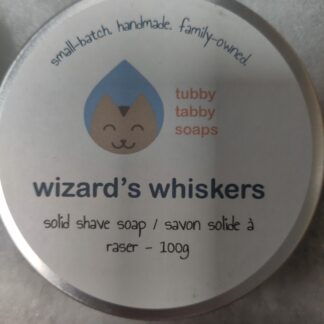 small-batch. handmade. family-owned.
tubby
tabby
soaps
wizard's whiskers
solid shave soap / savon solide à
raser - 100g